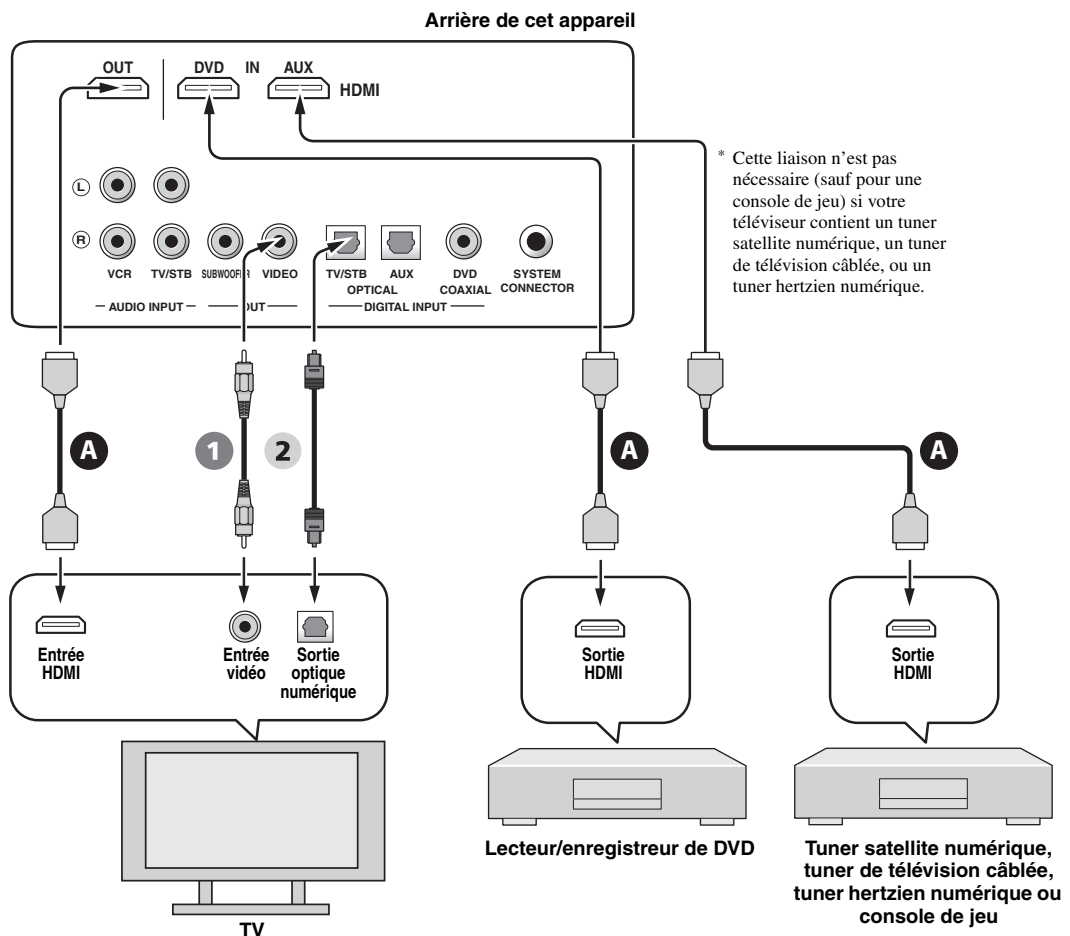 Arrière de cet appareil
OUT DVD IN AUX
HDMI
* Cette liaison n'est pas
nécessaire (sauf pour une
console de jeu) si votre
téléviseur contient un tuner
satellite numérique, un tuner
de télévision câblée, ou un
tuner hertzien numérique.
L
R
VCR TV/STB SUBWOOFER VIDEO TV/STB AUX DVD SYSTEM
OPTICAL COAXIAL CONNECTOR
AUDIO INPUT OUT DIGITAL INPUT
A 1 2 A A
Entrée
HDMI
Entrée
vidéo
Sortie
optique
numérique
Sortie
HDMI
Sortie
HDMI
TV
Lecteur/enregistreur de DVD
Tuner satellite numérique,
tuner de télévision câblée,
tuner hertzien numérique ou
console de jeu